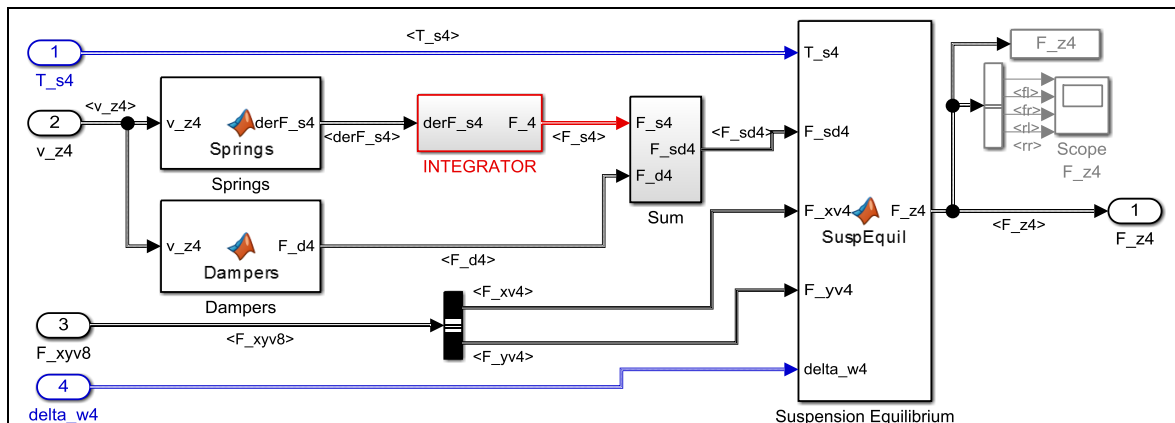 <T_s4>
1
T_s4
T_s4
F_z4
<v_z4>
2
v_z4
v_z4
derF_s4
Springs
Springs
<derF_s4>
derF_s4
F_4
INTEGRATOR
<F_s4>
F_s4
F_sd4
F_d4
Sum
<F_sd4>
F_sd4
<fl>
<fr>
<rl>
<rr>
Scope
F_z4
v_z4
F_d4
Dampers
Dampers
<F_d4>
F_xv4
F_z4
SuspEquil
<F_z4>
1
F_z4
3
F_xyv8
<F_xyv8>
<F_xv4>
<F_yv4>
F_yv4
4
delta_w4
delta_w4
Suspension Equilibrium